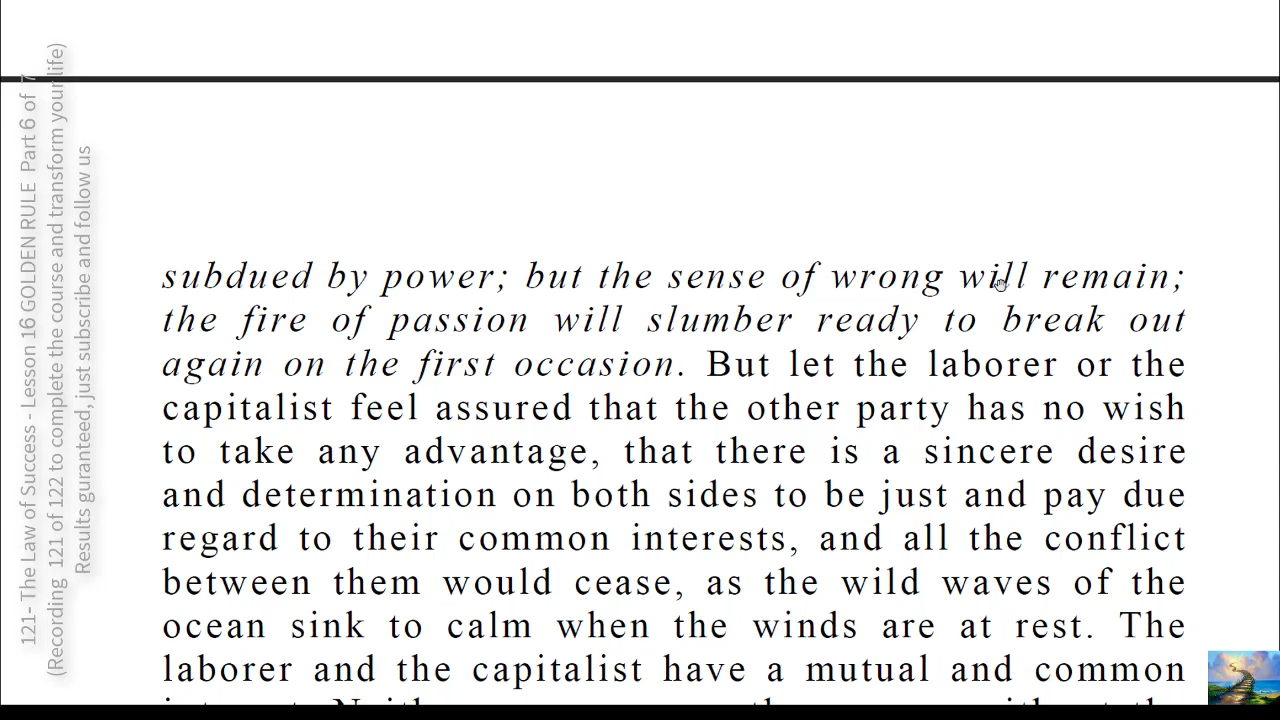 121- The Law of Success - Lesson 16 GOLDEN RULE Part 6 of 7
(Recording 121 of 122 to complete the course and transform your life)
Results guranteed, just subscribe and follow us
subdued by power; but the sense of wrong will remain;
the fire of passion will slumber ready to break out
again on the first occasion. But let the laborer or the
capitalist feel assured that the other party has no wish
to take any advantage, that there is a sincere desire
and determination on both sides to be just and pay due
regard to their common interests, and all the conflict
between them would cease, as the wild waves of the
ocean sink to calm when the winds are at rest. The
laborer and the capitalist have a mutual and common